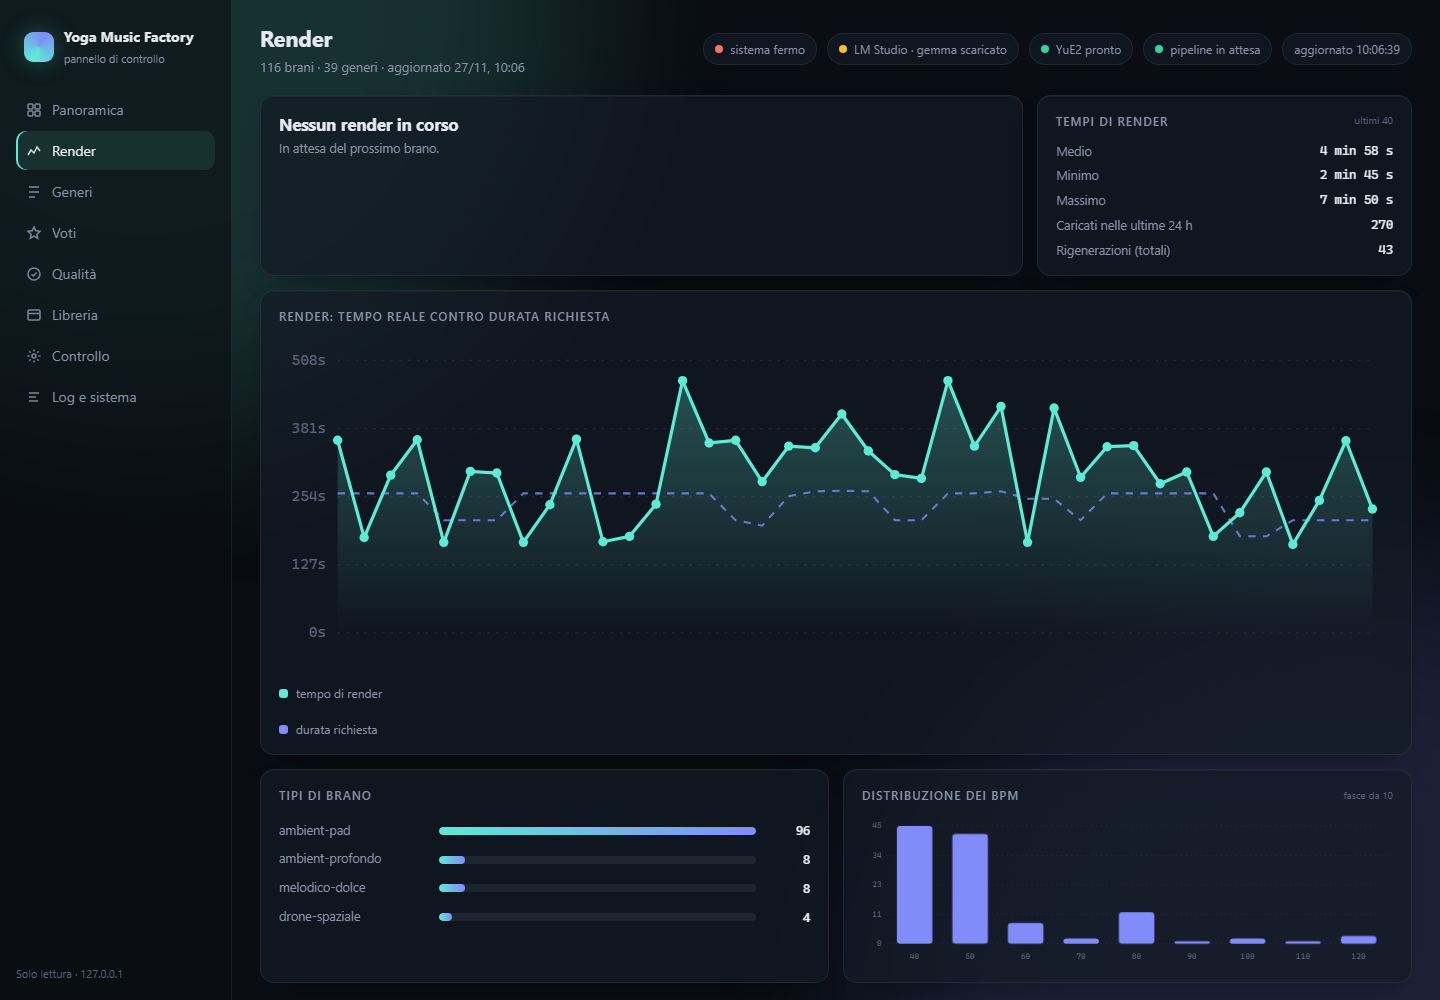 Yoga Music Factory
pannello di controllo
Panoramica
Render
Generi
Voti
Qualità
Libreria
Controllo
Log e sistema
Solo lettura · 127.0.0.1
Render
116 brani · 39 generi · aggiornato 27/11, 10:06
sistema fermo
LM Studio · gemma scaricato
YuE2 pronto
pipeline in attesa
aggiornato 10:06:39
Nessun render in corso
In attesa del prossimo brano.
TEMPI DI RENDER
ultimi 40
Medio 4 min 58 s
Minimo 2 min 45 s
Massimo 7 min 50 s
Caricati nelle ultime 24 h 270
Rigenerazioni (totali) 43
RENDER: TEMPO REALE CONTRO DURATA RICHIESTA
508s
381s
254s
127s
0s
tempo di render
durata richiesta
TIPI DI BRANO
ambient-pad 96
ambient-profondo 8
melodico-dolce 8
drone-spaziale 4
DISTRIBUZIONE DEI BPM
fasce da 10
45
34
23
11
0
40 50 60 70 80 90 100 110 120